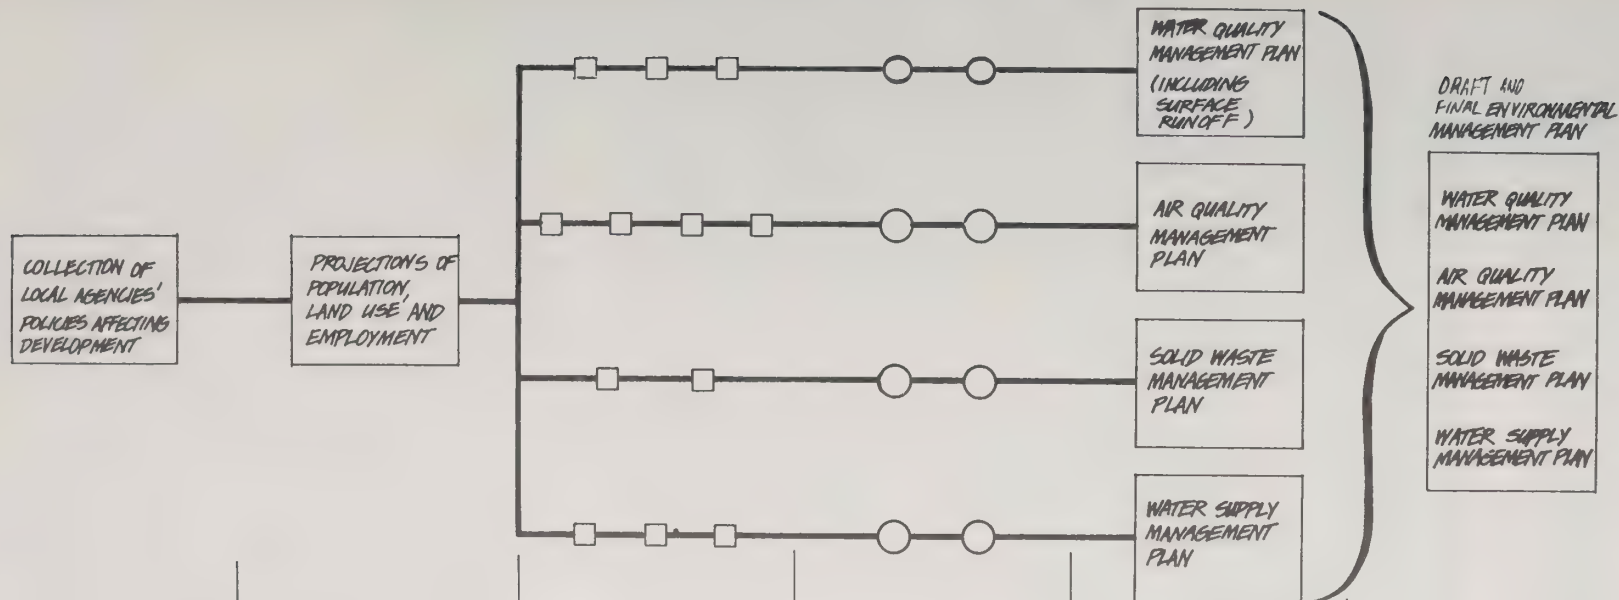 COLLECTION OF
LOCAL AGENCIES'
POLICIES AFFECTING
DEVELOPMENT
PROJECTIONS OF
POPULATION,
LAND USE, AND
EMPLOYMENT
WATER QUALITY
MANAGEMENT PLAN
(INCLUDING
SURFACE
RUNOFF)
AIR QUALITY
MANAGEMENT
PLAN
SOLID WASTE
MANAGEMENT
PLAN
WATER SUPPLY
MANAGEMENT
PLAN
DRAFT AND
FINAL ENVIRONMENTAL
MANAGEMENT PLAN
WATER QUALITY
MANAGEMENT PLAN
AIR QUALITY
MANAGEMENT PLAN
SOLID WASTE
MANAGEMENT PLAN
WATER SUPPLY
MANAGEMENT PLAN